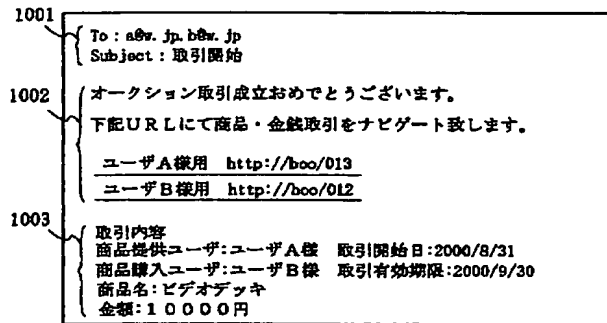 1001
To : a@w. jp. b@w. jp
Subject : 取引開始
1002
オークション取引成立おめでとうございます。
下記URLにて商品・金銭取引をナビゲート致します。
ユーザA様用 http://boo/013
ユーザB様用 http://boo/012
1003
取引内容
商品提供ユーザ:ユーザA様 取引開始日:2000/8/31
商品購入ユーザ:ユーザB様 取引有効期限:2000/9/30
商品名:ビデオデッキ
金額:10000円